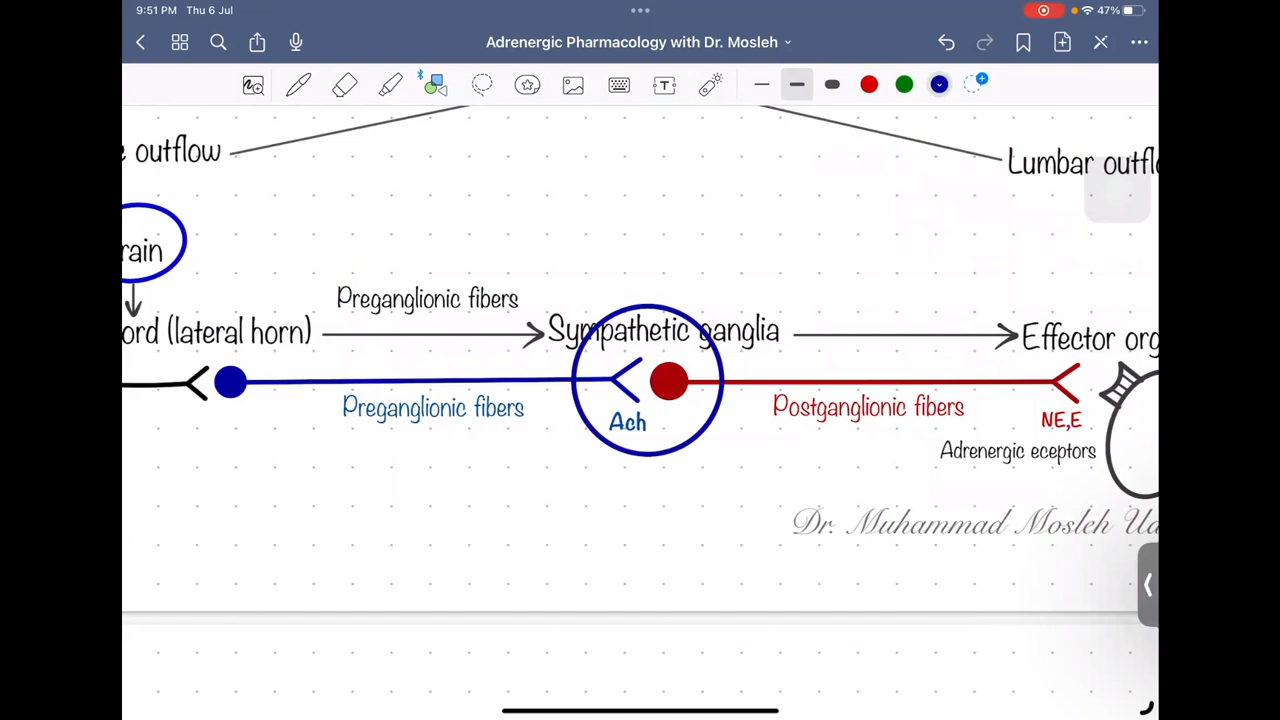 9:51 PM Thu 6 Jul
47%
Adrenergic Pharmacology with Dr. Mosleh
T
e outflow
Lumbar outfl
rain
Preganglionic fibers
ord (lateral horn)
Sympathetic ganglia
Effector org
Preganglionic fibers
Postganglionic fibers
Ach
NE,E
Adrenergic eceptors
Dr. Muhammad Mosleh Ud